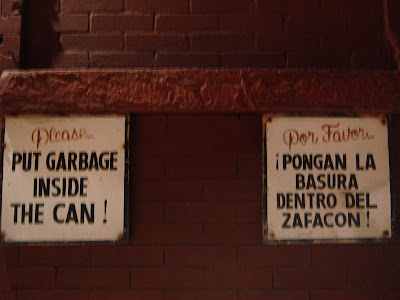 Please...
PUT GARBAGE
INSIDE
THE CAN !
Por Favor...
¡PONGAN LA
BASURA
DENTRO DEL
ZAFACON !